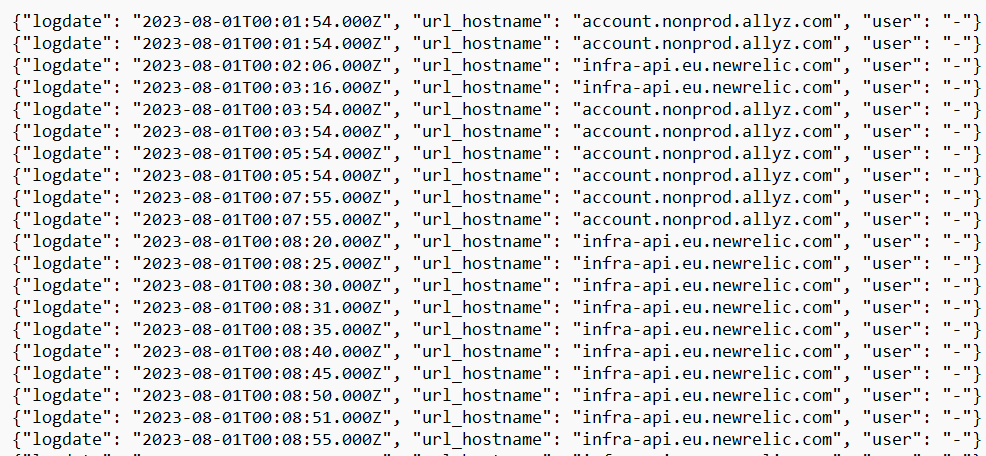 {"logdate": "2023-08-01T00:01:54.000Z", "url_hostname": "account.nonprod.allyz.com", "user": "-"}
{"logdate": "2023-08-01T00:01:54.000Z", "url_hostname": "account.nonprod.allyz.com", "user": "-"}
{"logdate": "2023-08-01T00:02:06.000Z", "url_hostname": "infra-api.eu.newrelic.com", "user": "-"}
{"logdate": "2023-08-01T00:03:16.000Z", "url_hostname": "infra-api.eu.newrelic.com", "user": "-"}
{"logdate": "2023-08-01T00:03:54.000Z", "url_hostname": "account.nonprod.allyz.com", "user": "-"}
{"logdate": "2023-08-01T00:03:54.000Z", "url_hostname": "account.nonprod.allyz.com", "user": "-"}
{"logdate": "2023-08-01T00:05:54.000Z", "url_hostname": "account.nonprod.allyz.com", "user": "-"}
{"logdate": "2023-08-01T00:05:54.000Z", "url_hostname": "account.nonprod.allyz.com", "user": "-"}
{"logdate": "2023-08-01T00:07:55.000Z", "url_hostname": "account.nonprod.allyz.com", "user": "-"}
{"logdate": "2023-08-01T00:07:55.000Z", "url_hostname": "account.nonprod.allyz.com", "user": "-"}
{"logdate": "2023-08-01T00:08:20.000Z", "url_hostname": "infra-api.eu.newrelic.com", "user": "-"}
{"logdate": "2023-08-01T00:08:25.000Z", "url_hostname": "infra-api.eu.newrelic.com", "user": "-"}
{"logdate": "2023-08-01T00:08:30.000Z", "url_hostname": "infra-api.eu.newrelic.com", "user": "-"}
{"logdate": "2023-08-01T00:08:31.000Z", "url_hostname": "infra-api.eu.newrelic.com", "user": "-"}
{"logdate": "2023-08-01T00:08:35.000Z", "url_hostname": "infra-api.eu.newrelic.com", "user": "-"}
{"logdate": "2023-08-01T00:08:40.000Z", "url_hostname": "infra-api.eu.newrelic.com", "user": "-"}
{"logdate": "2023-08-01T00:08:45.000Z", "url_hostname": "infra-api.eu.newrelic.com", "user": "-"}
{"logdate": "2023-08-01T00:08:50.000Z", "url_hostname": "infra-api.eu.newrelic.com", "user": "-"}
{"logdate": "2023-08-01T00:08:51.000Z", "url_hostname": "infra-api.eu.newrelic.com", "user": "-"}
{"logdate": "2023-08-01T00:08:55.000Z", "url_hostname": "infra-api.eu.newrelic.com", "user": "-"}